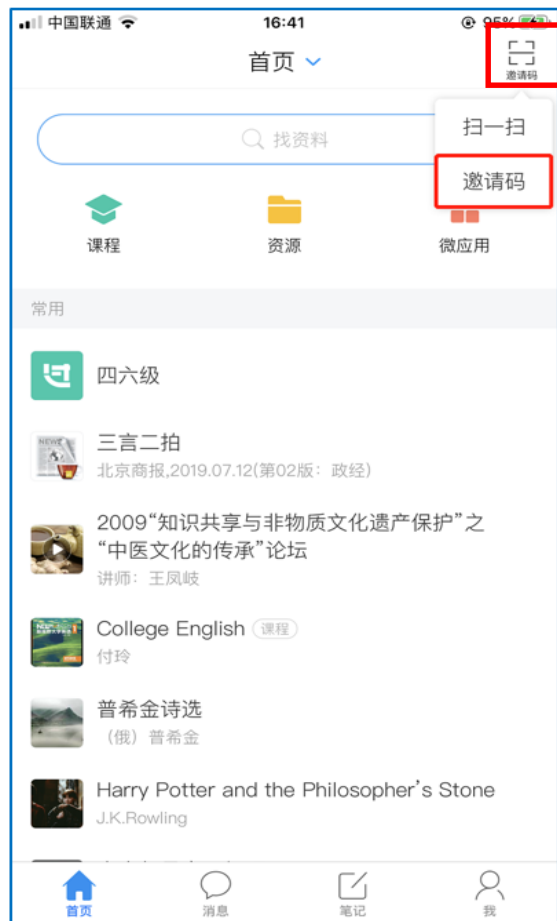 中国联通
16:41
95%
首页
邀请码
扫一扫
找资料
邀请码
课程
资源
微应用
常用
四六级
三言二拍
北京商报,2019.07.12(第02版：政经)
2009“知识共享与非物质文化遗产保护”之
“中医文化的传承”论坛
讲师：王凤岐
College English 课程
付玲
普希金诗选
（俄）普希金
Harry Potter and the Philosopher’s Stone
J.K.Rowling
首页
消息
笔记
我